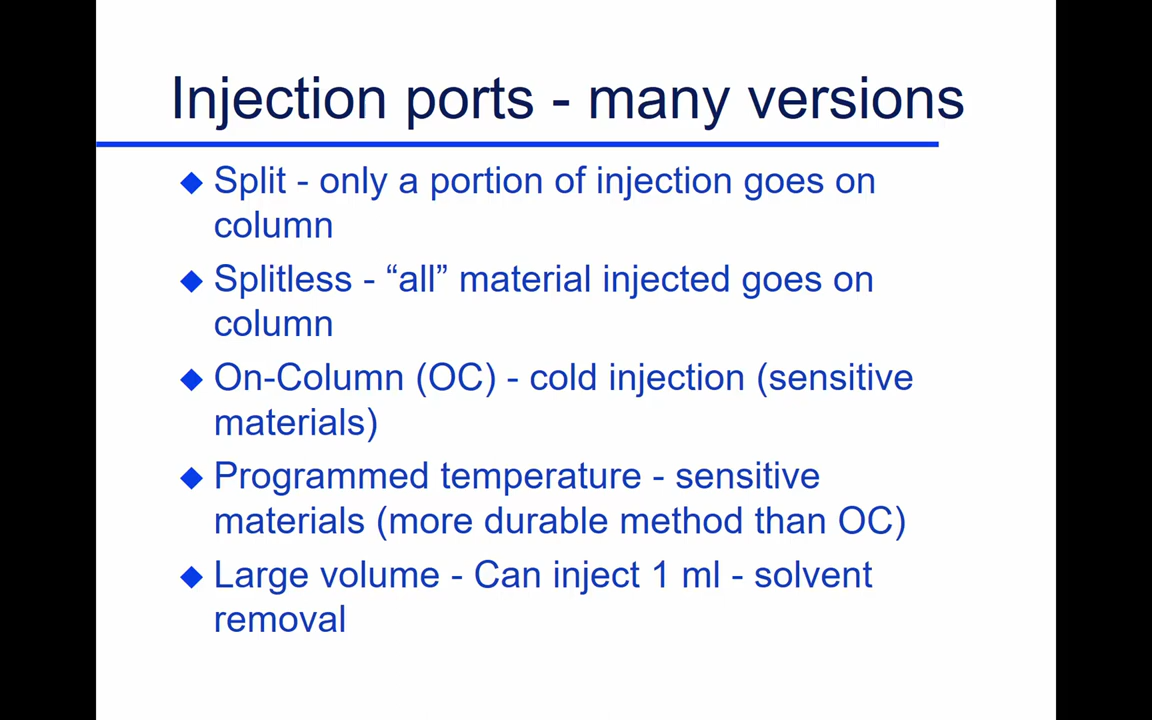 Injection ports - many versions
Split - only a portion of injection goes on
column
Splitless - “all” material injected goes on
column
On-Column (OC) - cold injection (sensitive
materials)
Programmed temperature - sensitive
materials (more durable method than OC)
Large volume - Can inject 1 ml - solvent
removal